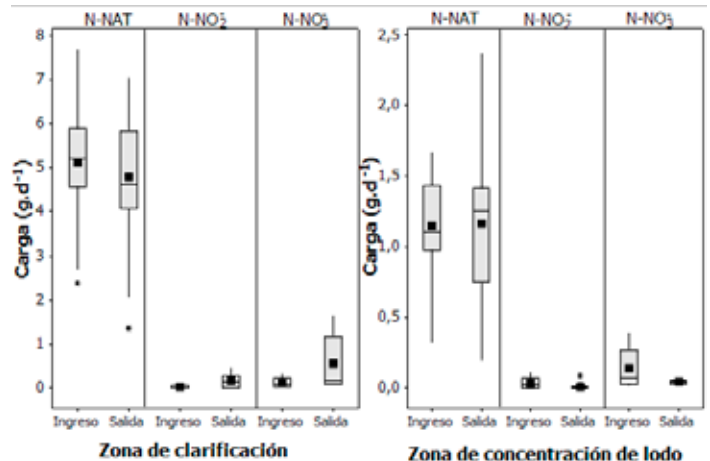 N-NAT N-NO₂⁻ N-NO₃⁻
Carga (g.d⁻¹)
8
7
6
5
4
3
2
1
0
Ingreso Salida Ingreso Salida Ingreso Salida
Zona de clarificación
N-NAT N-NO₂⁻ N-NO₃⁻
Carga (g.d⁻¹)
2,5
2,0
1,5
1,0
0,5
0,0
Ingreso Salida Ingreso Salida Ingreso Salida
Zona de concentración de lodo